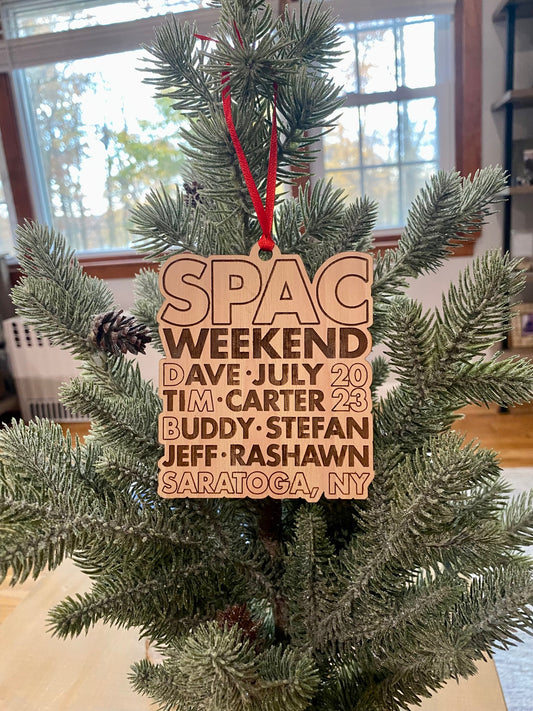 SPAC
WEEKEND
DAVE·JULY 20
TIM·CARTER 23
BUDDY·STEFAN
JEFF·RASHAWN
SARATOGA, NY